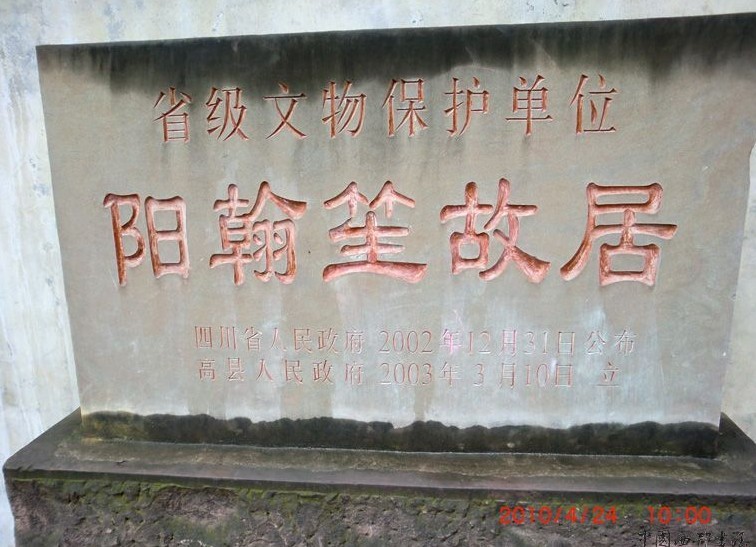 省级文物保护单位
阳翰笙故居
四川省人民政府 2002年12月31日公布
高县人民政府 2003年3月10日 立
2010/4/24 10:00